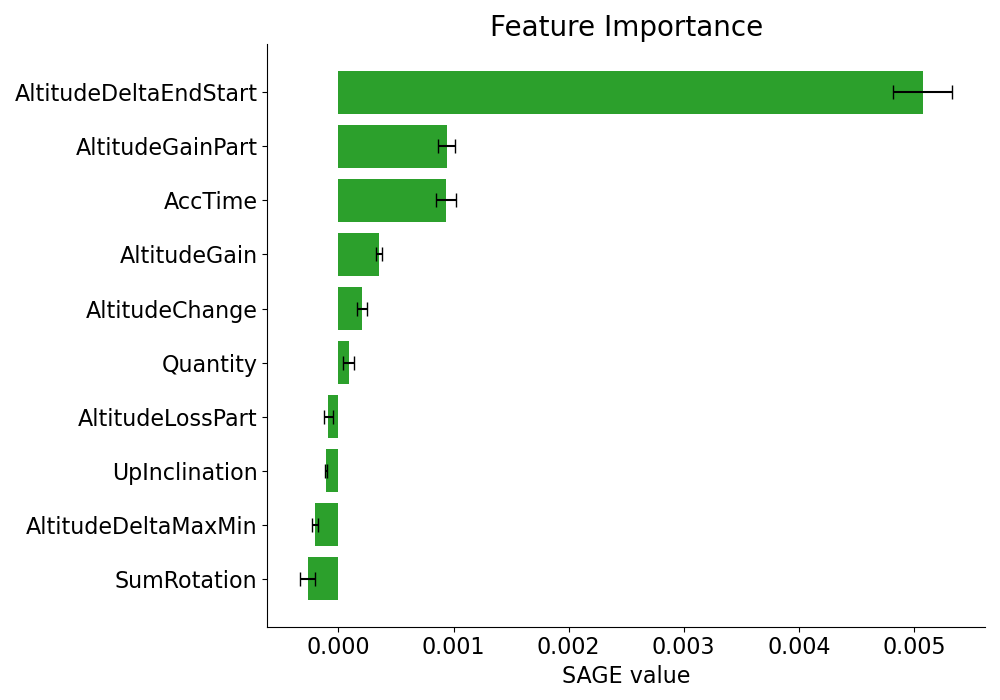 Feature Importance
AltitudeDeltaEndStart
AltitudeGainPart
AccTime
AltitudeGain
AltitudeChange
Quantity
AltitudeLossPart
UpInclination
AltitudeDeltaMaxMin
SumRotation
0.000 0.001 0.002 0.003 0.004 0.005
SAGE value